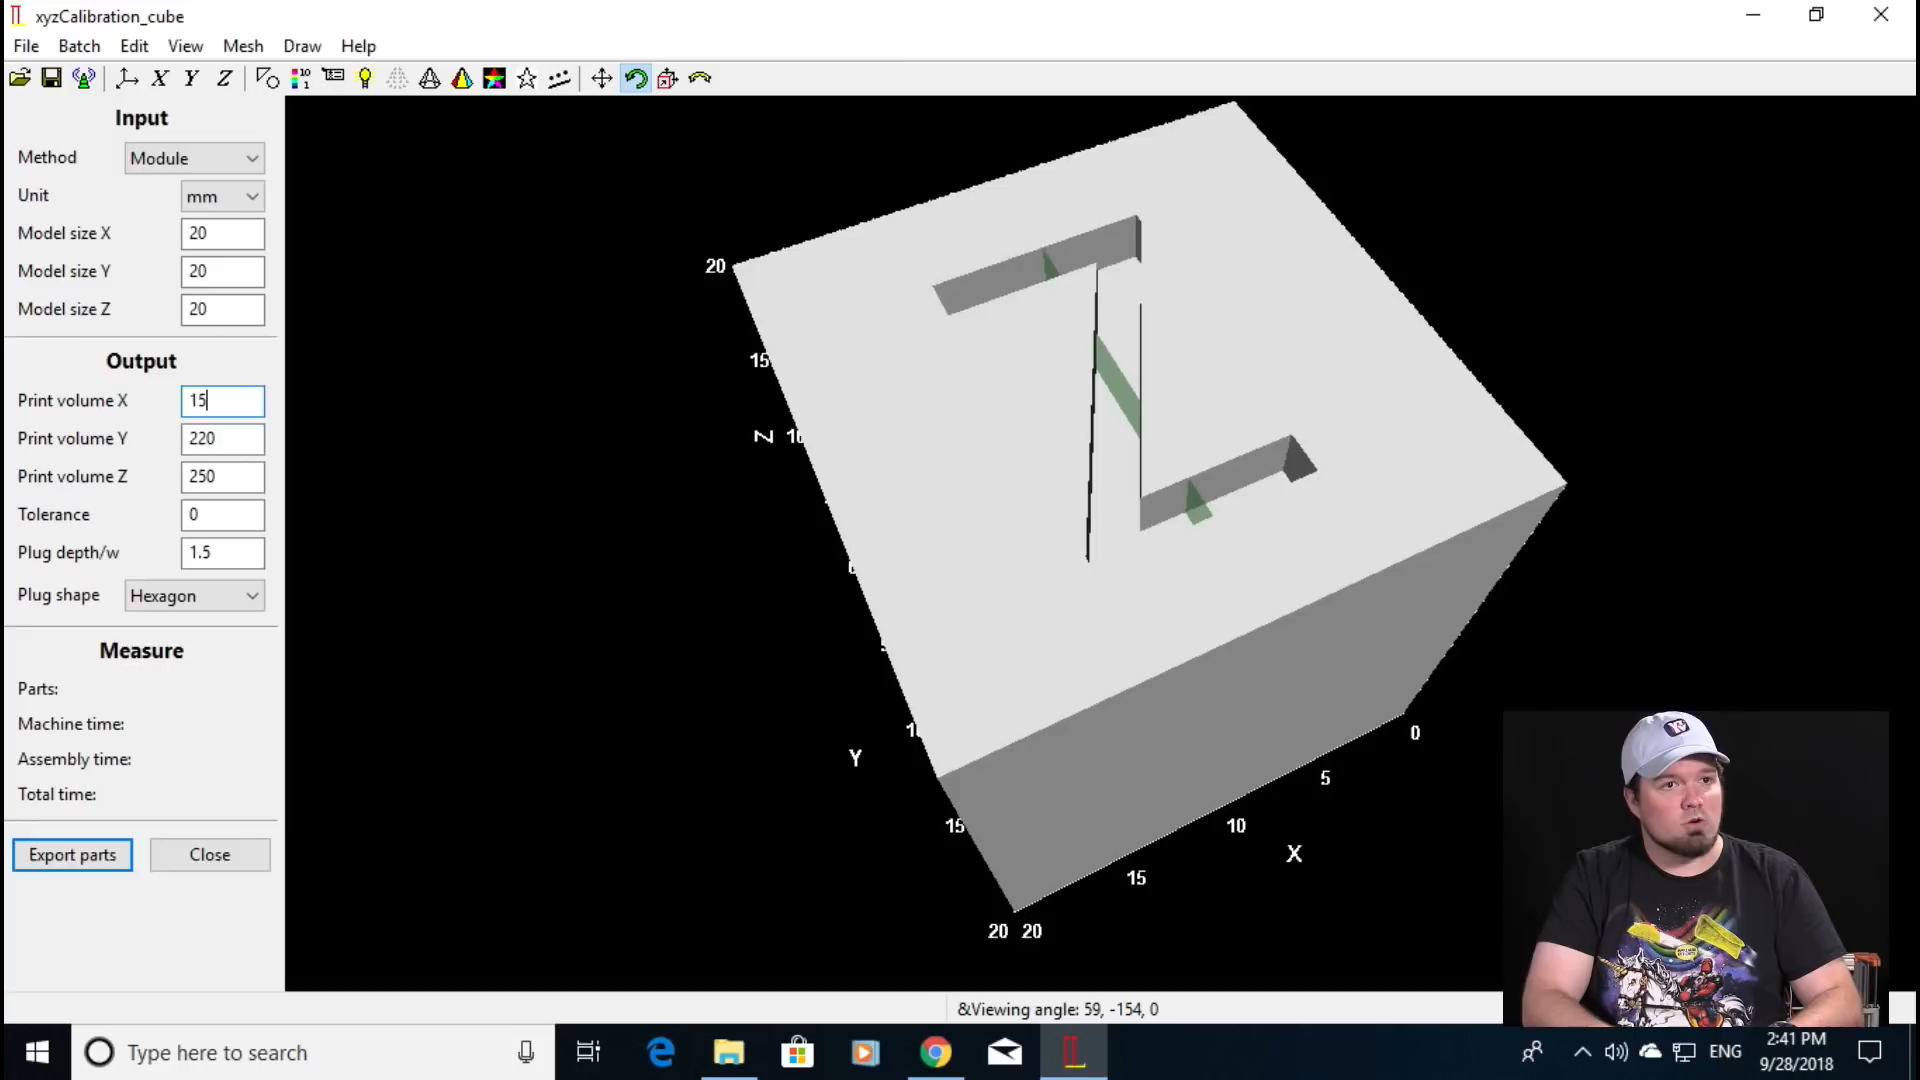 xyzCalibration_cube
File Batch Edit View Mesh Draw Help
X Y Z 10 1
Input
Method Module
Unit mm
Model size X 20
Model size Y 20
Model size Z 20
Output
Print volume X 15
Print volume Y 220
Print volume Z 250
Tolerance 0
Plug depth/w 1.5
Plug shape Hexagon
Measure
Parts:
Machine time:
Assembly time:
Total time:
Export parts Close
20
15
Z
Y
15
20 20
15
10
5
0
X
&Viewing angle: 59, -154, 0
Type here to search
ENG
2:41 PM
9/28/2018